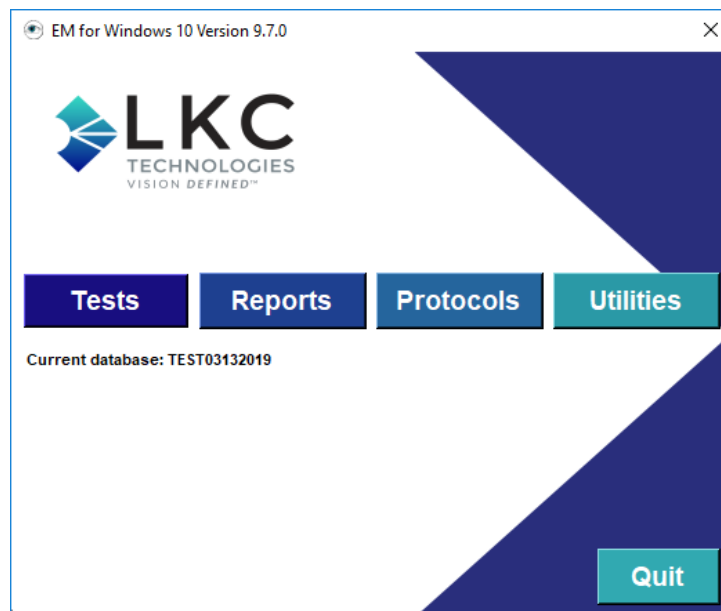 EM for Windows 10 Version 9.7.0
LKC
TECHNOLOGIES
VISION DEFINED™
Tests Reports Protocols Utilities
Current database: TEST03132019
Quit